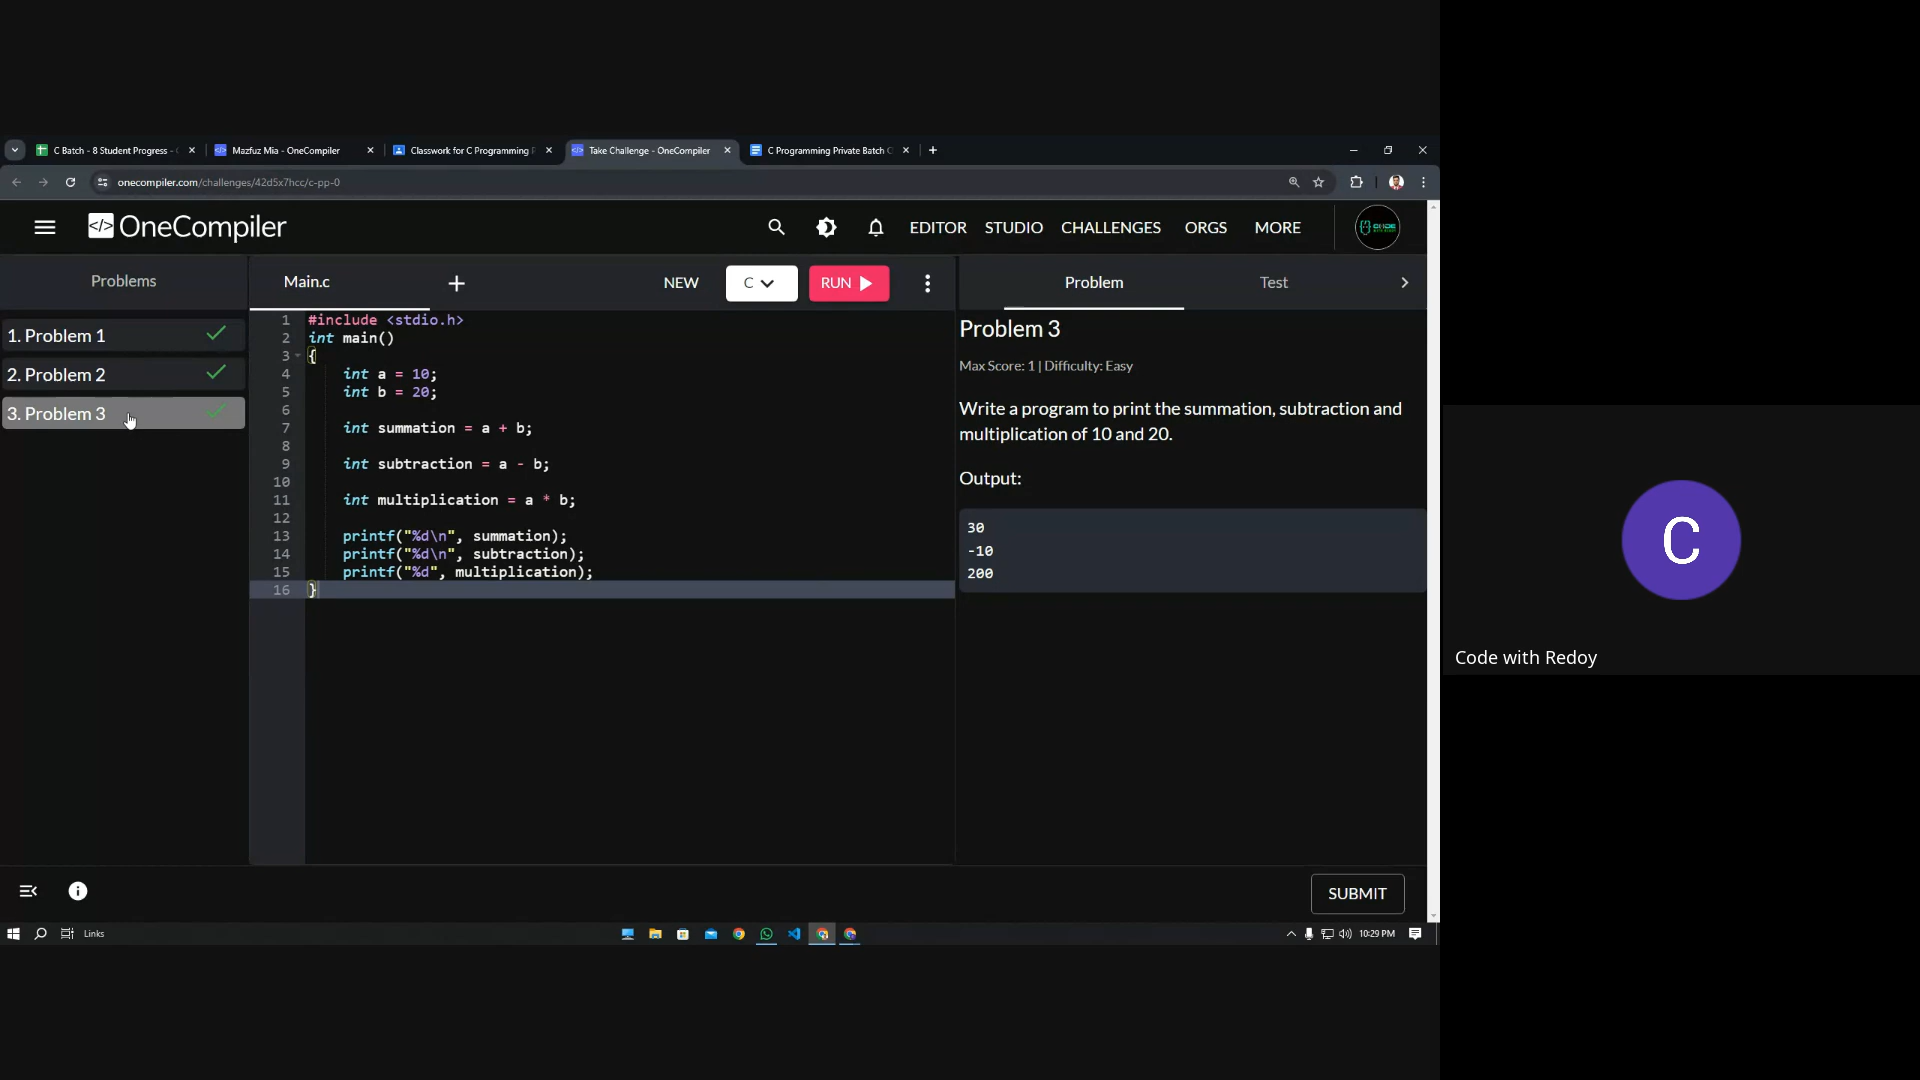 C Batch - 8 Student Progress -
Mazfuz Mia - OneCompiler
Classwork for C Programming P
Take Challenge - OneCompiler
C Programming Private Batch C
onecompiler.com/challenges/42d5x7hcc/c-pp-0
</> OneCompiler
EDITOR
STUDIO
CHALLENGES
ORGS
MORE
Problems
1. Problem 1
2. Problem 2
3. Problem 3
Main.c
NEW
C
RUN
1 #include <stdio.h>
2 int main()
3 {
4 int a = 10;
5 int b = 20;
6
7 int summation = a + b;
8
9 int subtraction = a - b;
10
11 int multiplication = a * b;
12
13 printf("%d\n", summation);
14 printf("%d\n", subtraction);
15 printf("%d", multiplication);
16 }
Problem
Test
Problem 3
Max Score: 1 | Difficulty: Easy
Write a program to print the summation, subtraction and
multiplication of 10 and 20.
Output:
30
-10
200
SUBMIT
Links
10:29 PM
C
Code with Redoy